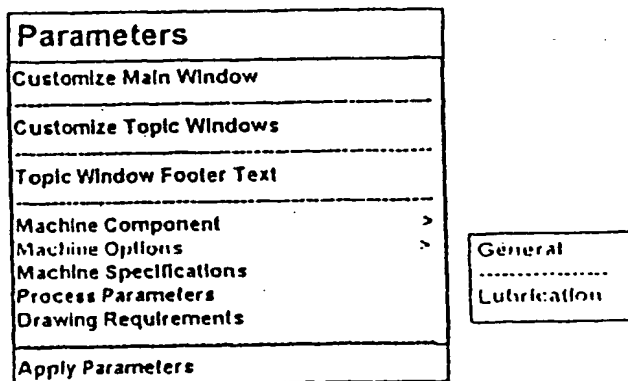 Parameters
Customize Main Window
Customize Topic Windows
Topic Window Footer Text
Machine Component >
Machine Options >
Machine Specifications
Process Parameters
Drawing Requirements
Apply Parameters
General
Lubrication